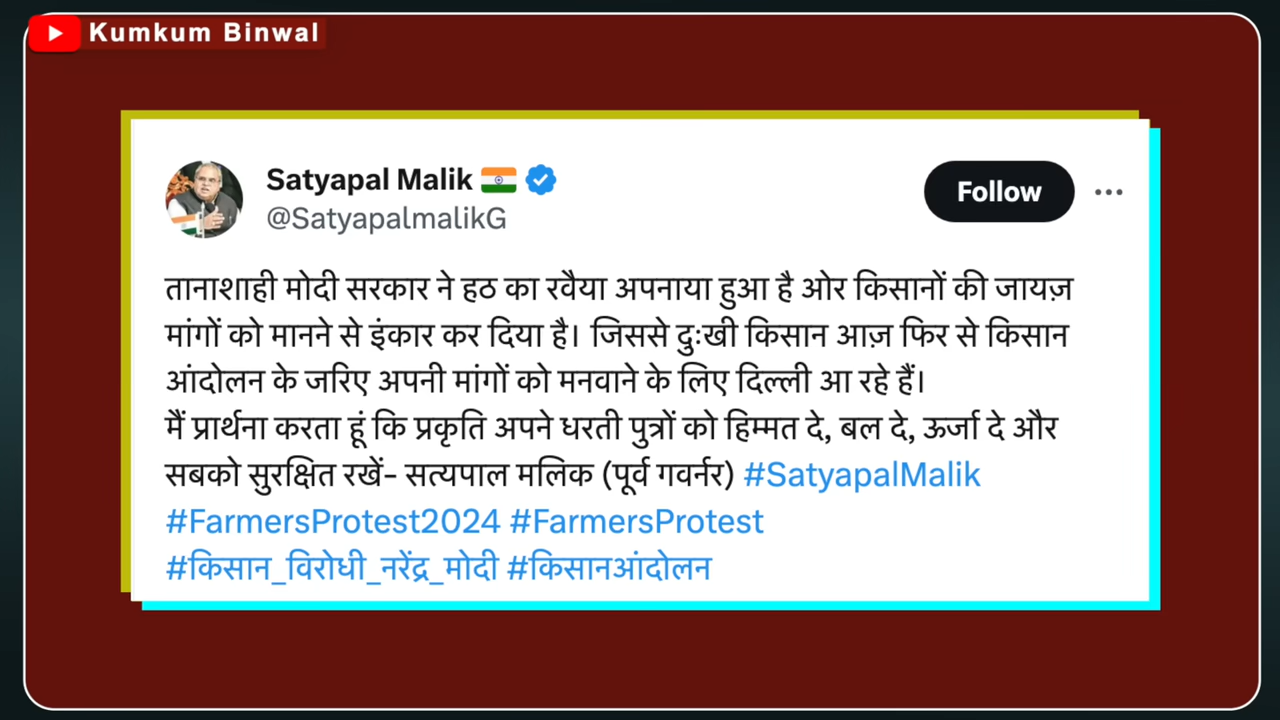 Kumkum Binwal
Satyapal Malik
@SatyapalmalikG
Follow
तानाशाही मोदी सरकार ने हठ का रवैया अपनाया हुआ है ओर किसानों की जायज़
मांगों को मानने से इंकार कर दिया है। जिससे दुःखी किसान आज़ फिर से किसान
आंदोलन के जरिए अपनी मांगों को मनवाने के लिए दिल्ली आ रहे हैं।
मैं प्रार्थना करता हूं कि प्रकृति अपने धरती पुत्रों को हिम्मत दे, बल दे, ऊर्जा दे और
सबको सुरक्षित रखें- सत्यपाल मलिक (पूर्व गवर्नर) #SatyapalMalik
#FarmersProtest2024 #FarmersProtest
#किसान_विरोधी_नरेंद्र_मोदी #किसानआंदोलन